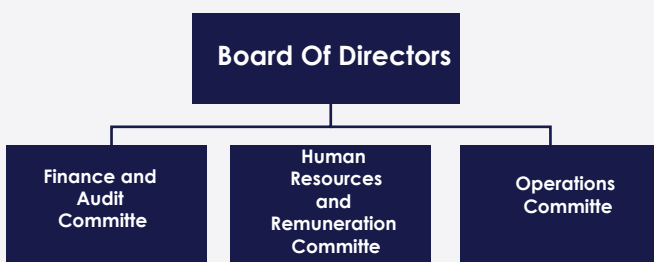 Board Of Directors
Finance and
Audit
Committe
Human
Resources
and
Remuneration
Committe
Operations
Committe